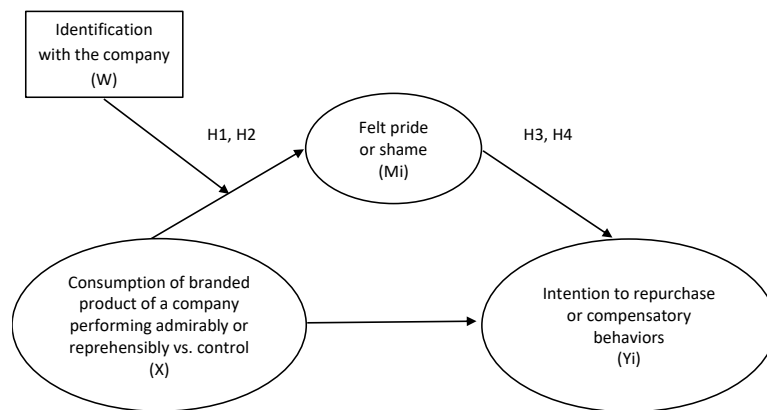 Identification
with the company
(W)
H1, H2
Felt pride
or shame
(Mi)
H3, H4
Consumption of branded
product of a company
performing admirably or
reprehensibly vs. control
(X)
Intention to repurchase
or compensatory
behaviors
(Yi)